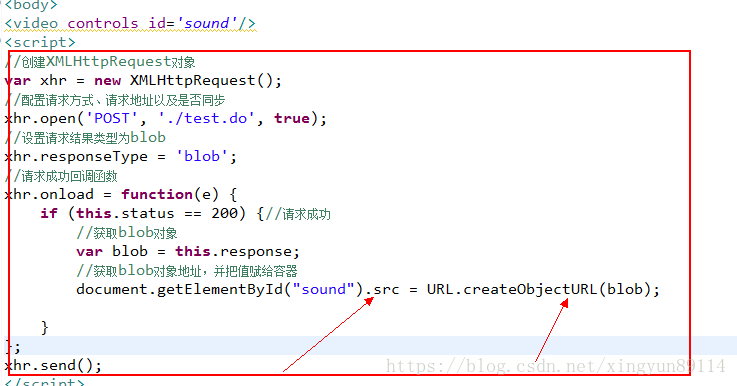 <body>
<video controls id='sound'/>
<script>
//创建XMLHttpRequest对象
var xhr = new XMLHttpRequest();
//配置请求方式、请求地址以及是否同步
xhr.open('POST', './test.do', true);
//设置请求结果类型为blob
xhr.responseType = 'blob';
//请求成功回调函数
xhr.onload = function(e) {
    if (this.status == 200) {//请求成功
        //获取blob对象
        var blob = this.response;
        //获取blob对象地址，并把值赋给容器
        document.getElementById("sound").src = URL.createObjectURL(blob);
    }
};
xhr.send();
</script>
https://blog.csdn.net/xingyun89114